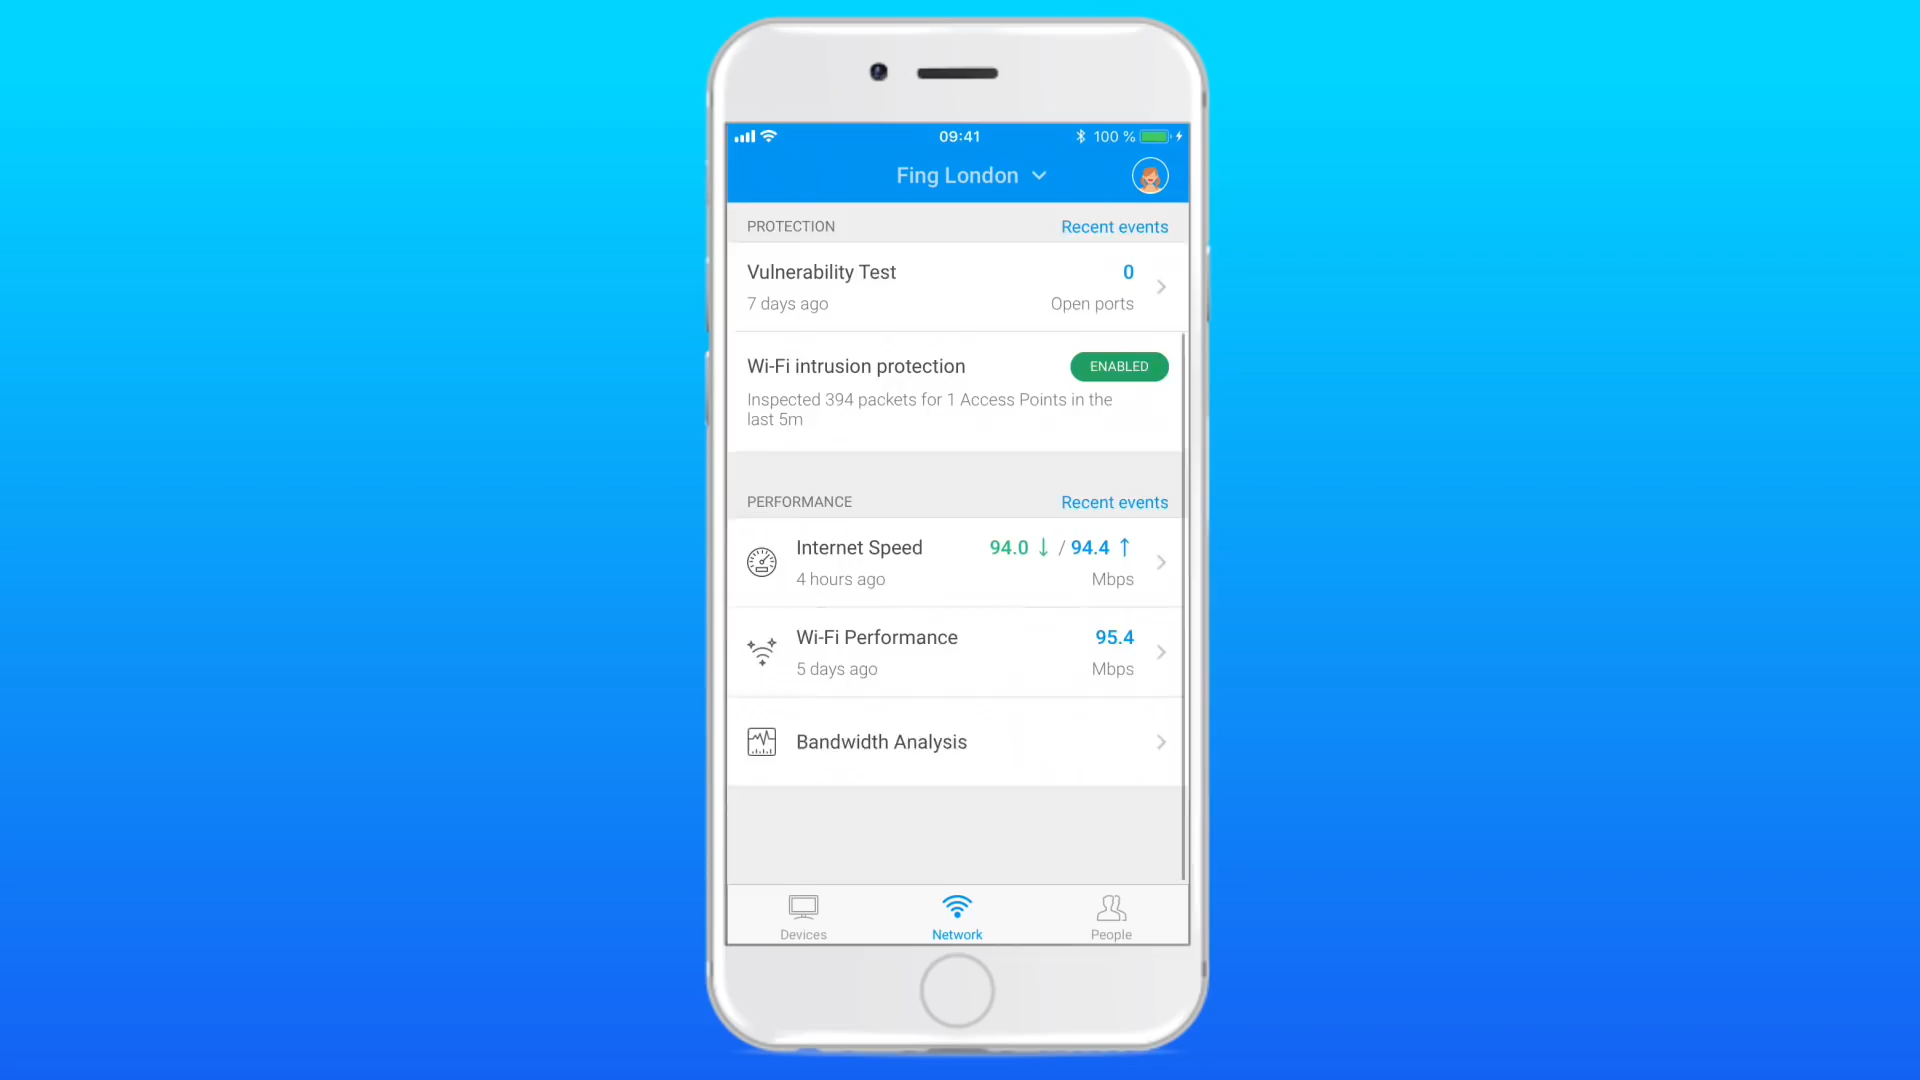 09:41
100 %
Fing London
PROTECTION
Recent events
Vulnerability Test
0
7 days ago
Open ports
Wi-Fi intrusion protection
ENABLED
Inspected 394 packets for 1 Access Points in the
last 5m
PERFORMANCE
Recent events
Internet Speed
94.0 ↓ / 94.4 ↑
4 hours ago
Mbps
Wi-Fi Performance
95.4
5 days ago
Mbps
Bandwidth Analysis
Devices
Network
People